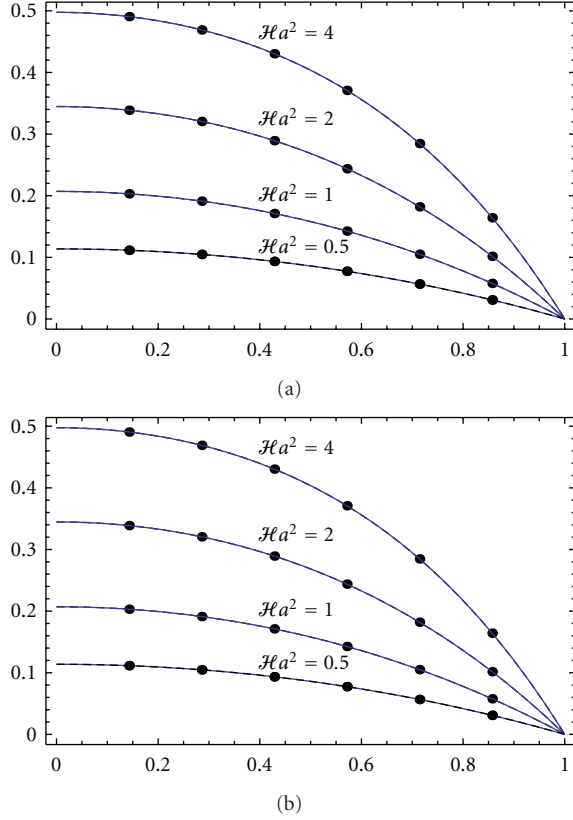 0.5
0.4
0.3
0.2
0.1
0
ℋa² = 4
ℋa² = 2
ℋa² = 1
ℋa² = 0.5
0 0.2 0.4 0.6 0.8 1
(a)
0.5
0.4
0.3
0.2
0.1
0
ℋa² = 4
ℋa² = 2
ℋa² = 1
ℋa² = 0.5
0 0.2 0.4 0.6 0.8 1
(b)